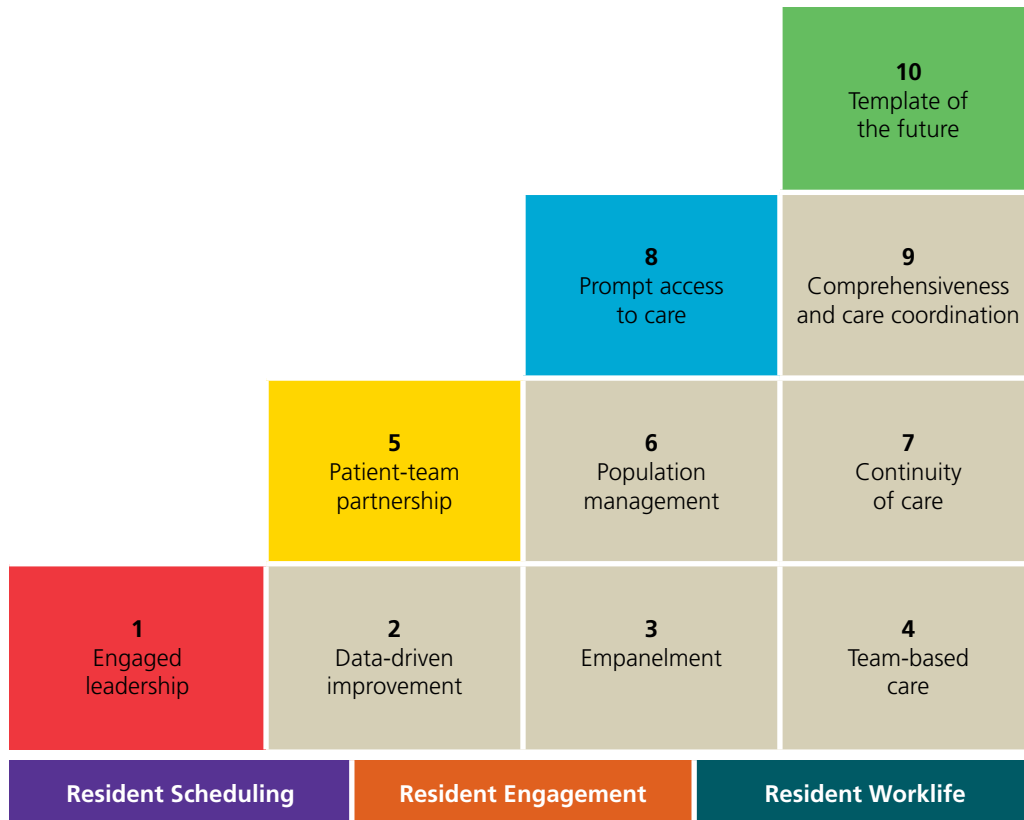 10
Template of
the future
8
Prompt access
to care
9
Comprehensiveness
and care coordination
5
Patient-team
partnership
6
Population
management
7
Continuity
of care
1
Engaged
leadership
2
Data-driven
improvement
3
Empanelment
4
Team-based
care
Resident Scheduling
Resident Engagement
Resident Worklife